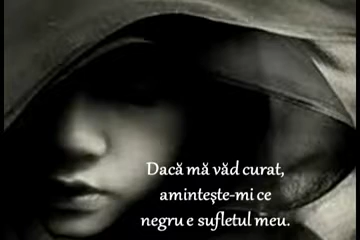 Dacă mă văd curat,
amintește-mi ce
negru e sufletul meu.